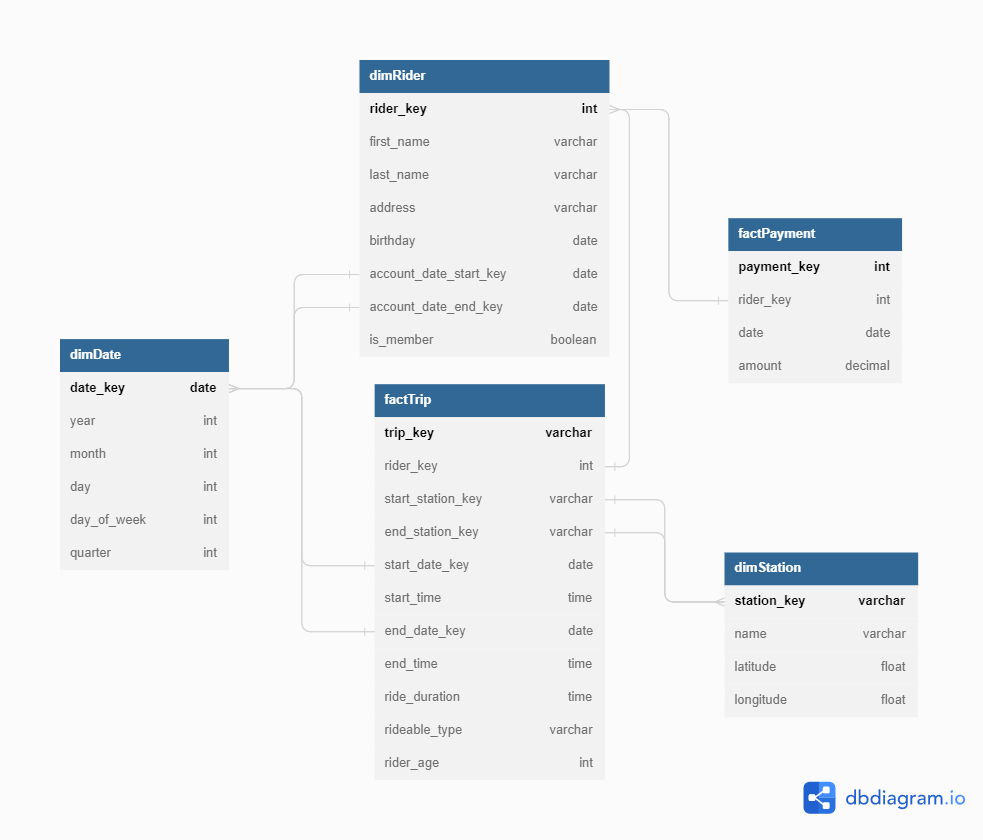 dimRider
rider_key int
first_name varchar
last_name varchar
address varchar
birthday date
account_date_start_key date
account_date_end_key date
is_member boolean
factPayment
payment_key int
rider_key int
date date
amount decimal
dimDate
date_key date
year int
month int
day int
day_of_week int
quarter int
factTrip
trip_key varchar
rider_key int
start_station_key varchar
end_station_key varchar
start_date_key date
start_time time
end_date_key date
end_time time
ride_duration time
rideable_type varchar
rider_age int
dimStation
station_key varchar
name varchar
latitude float
longitude float
dbdiagram.io